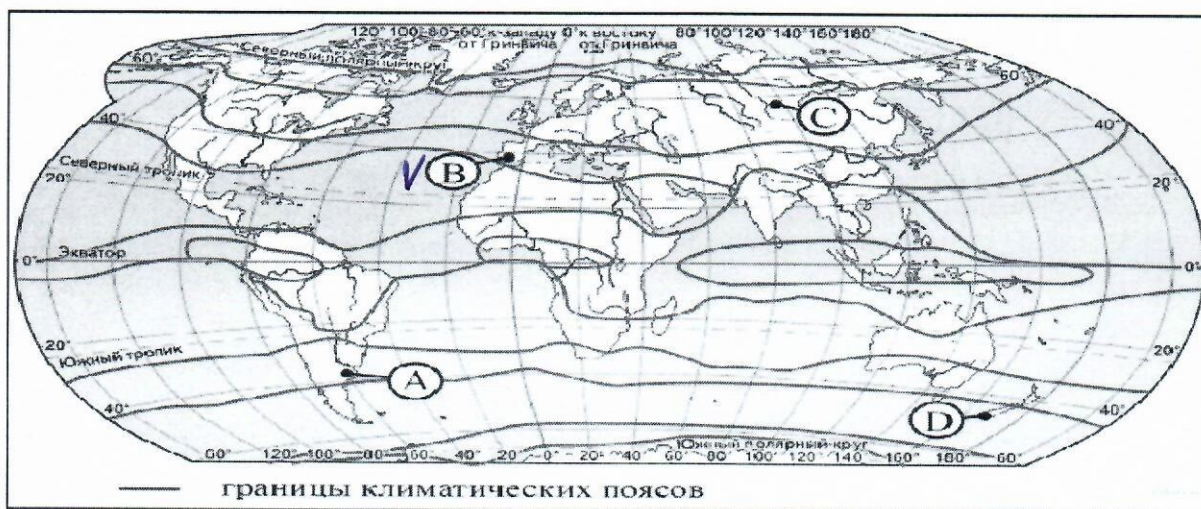 120° 100° 80° 60° к западу 0° к востоку 80° 100° 120° 140° 160° 180°
от Гринвича от Гринвича
Северный полярный круг
60° 60°
C
40° 40°
V B
Северный тропик
20° 20°
Экватор
0° 0°
20° 20°
Южный тропик
A
40° 40°
D
Южный полярный круг
60° 120° 100° 80° 60° 40° 20° 0° 20° 40° 60° 80° 100° 120° 140° 160° 180° 60°
границы климатических поясов